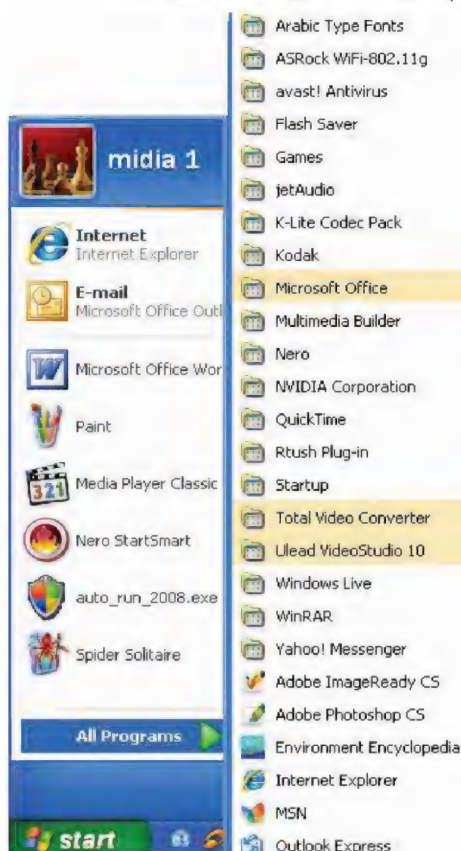 midia 1
Internet
Internet Explorer
E-mail
Microsoft Office Outl
Microsoft Office Wor
Paint
321
Media Player Classic
Nero StartSmart
auto_run_2008.exe
Spider Solitaire
All Programs
start
Arabic Type Fonts
ASRock WiFi-802.11g
avast! Antivirus
Flash Saver
Games
jetAudio
K-Lite Codec Pack
Kodak
Microsoft Office
Multimedia Builder
Nero
NVIDIA Corporation
QuickTime
Rtush Plug-in
Startup
Total Video Converter
Ulead VideoStudio 10
Windows Live
WinRAR
Yahoo! Messenger
Adobe ImageReady CS
Adobe Photoshop CS
Environment Encyclopedia
Internet Explorer
MSN
Outlook Express